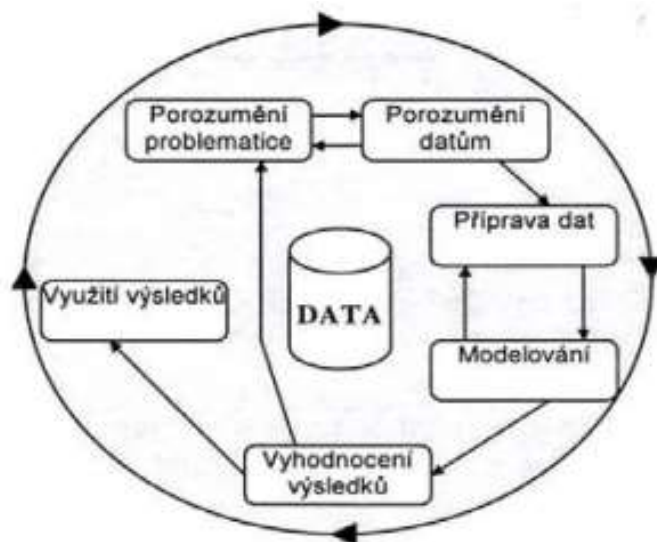 Porozumění
problematice
Porozumění
datům
Příprava dat
Využití výsledků
DATA
Modelování
Vyhodnocení
výsledků